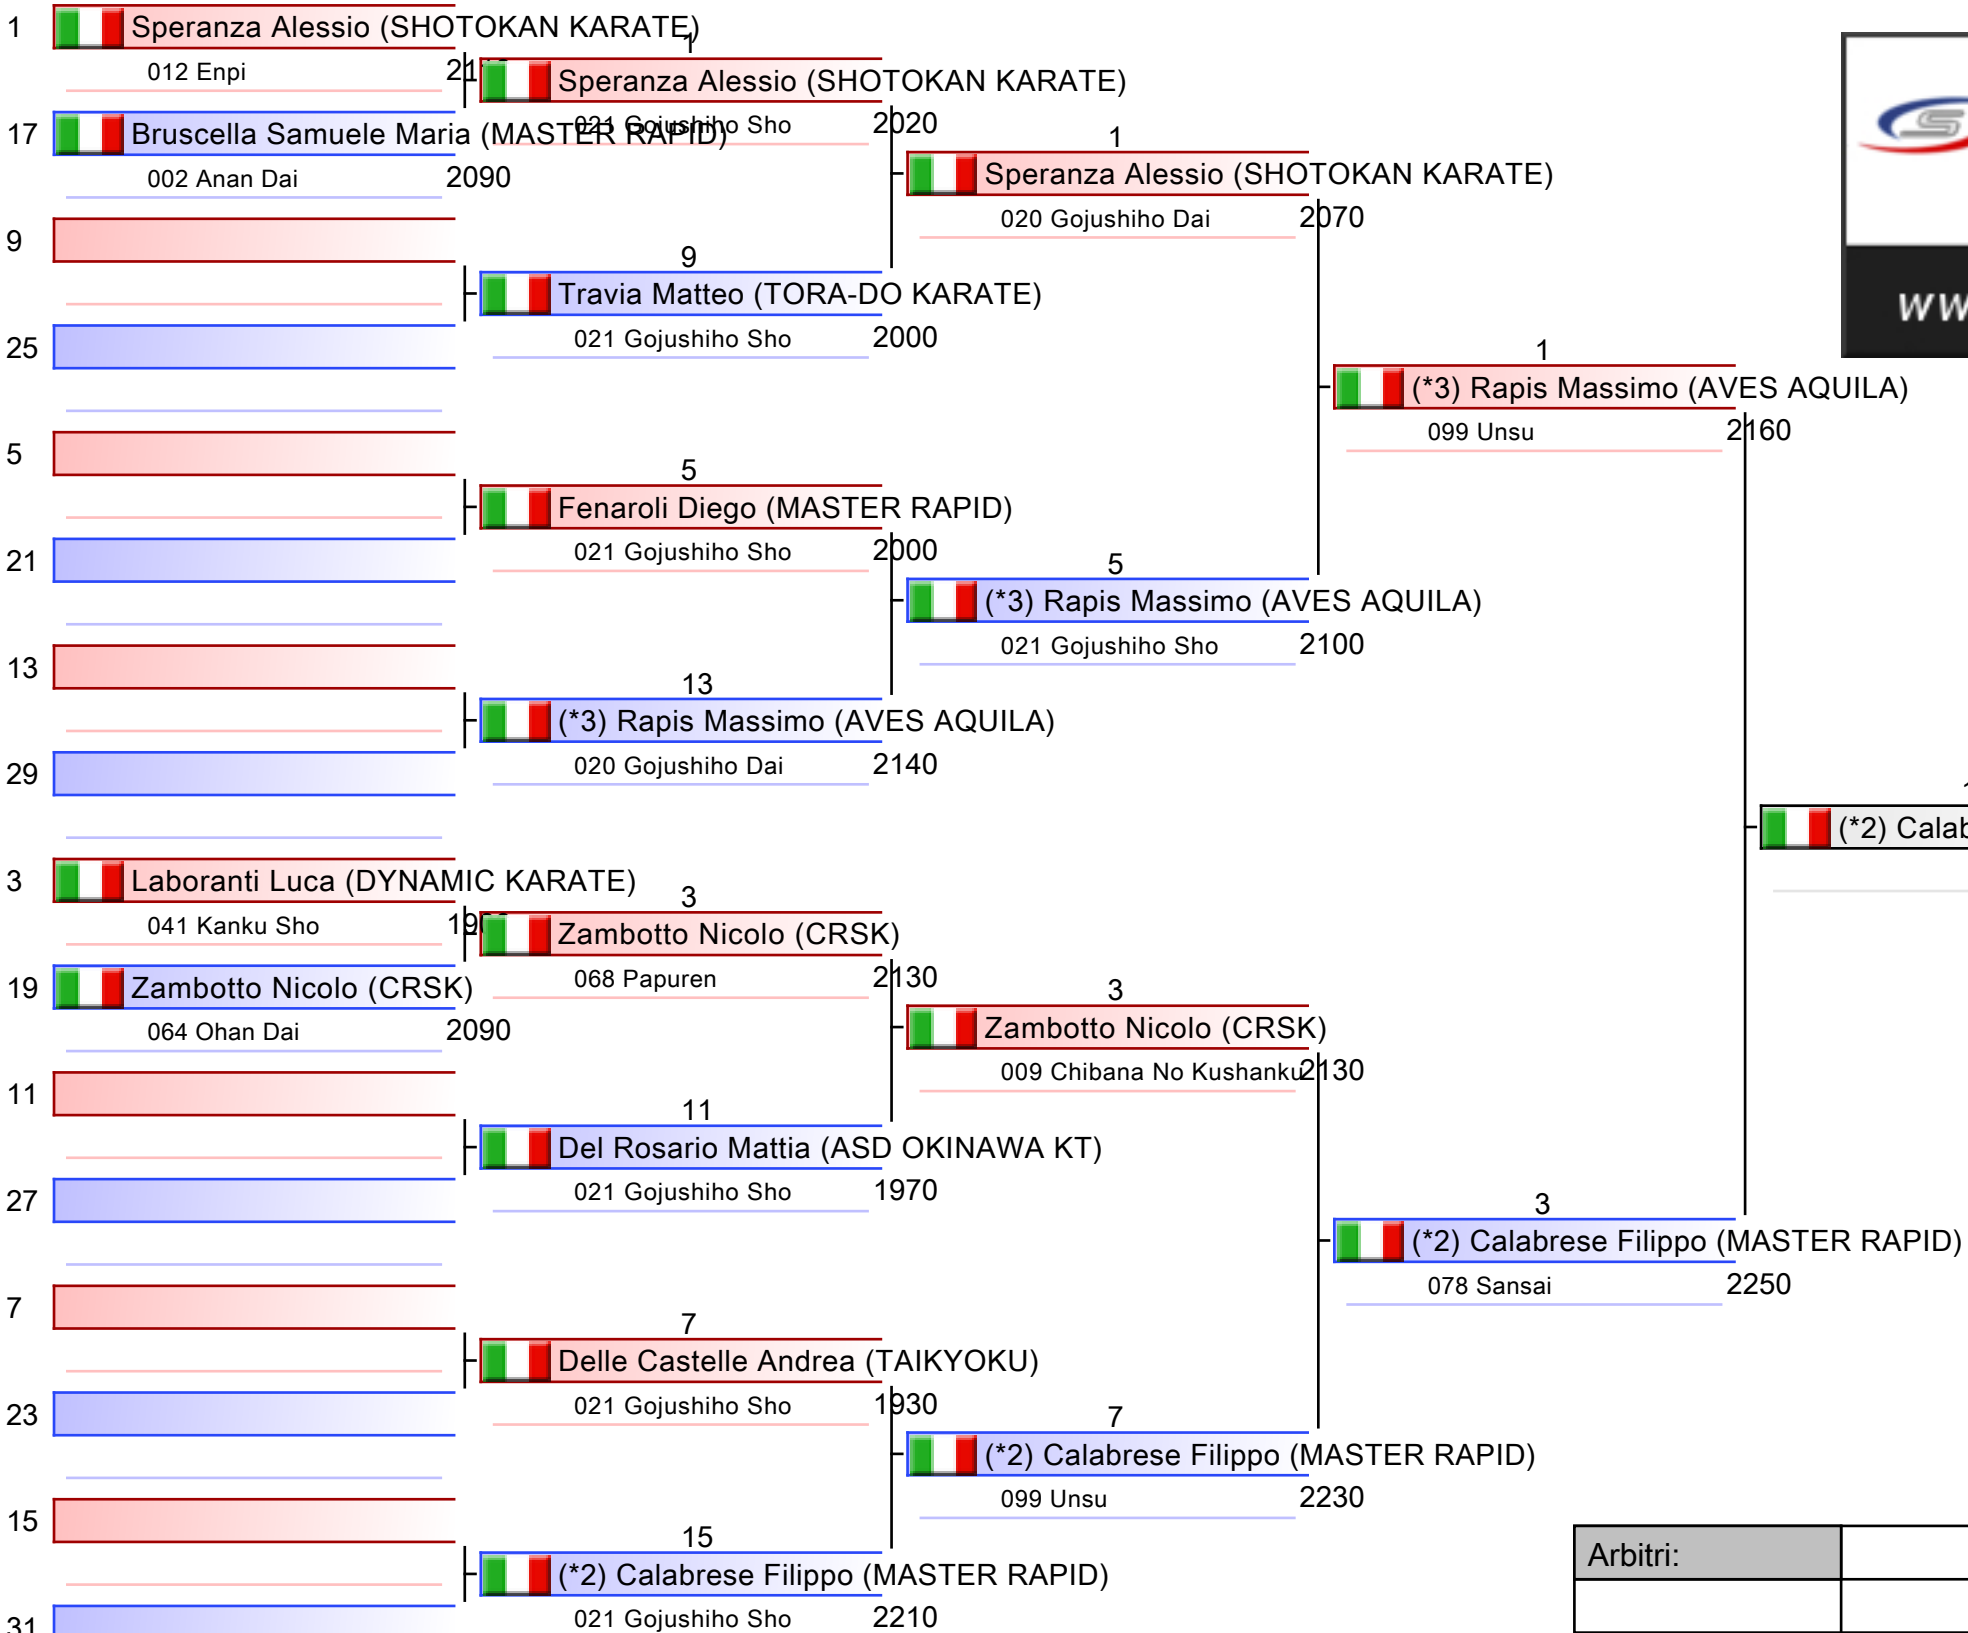 1 Speranza Alessio (SHOTOKAN KARATE)
012 Enpi
17 Bruscella Samuele Maria (MASTER RAPID)
002 Anan Dai 2090
9
25
5
21
13
29
3 Laboranti Luca (DYNAMIC KARATE)
041 Kanku Sho
19 Zambotto Nicolo (CRSK)
064 Ohan Dai 2090
11
27
7
23
15
31
1
Speranza Alessio (SHOTOKAN KARATE)
021 Gojushiho Sho 2020
9
Travia Matteo (TORA-DO KARATE)
021 Gojushiho Sho 2000
5
Fenaroli Diego (MASTER RAPID)
021 Gojushiho Sho 2000
13
(*3) Rapis Massimo (AVES AQUILA)
020 Gojushiho Dai 2140
3
Zambotto Nicolo (CRSK)
068 Papuren 2130
11
Del Rosario Mattia (ASD OKINAWA KT)
021 Gojushiho Sho 1970
7
Delle Castelle Andrea (TAIKYOKU)
021 Gojushiho Sho 1930
15
(*2) Calabrese Filippo (MASTER RAPID)
021 Gojushiho Sho 2210
1
Speranza Alessio (SHOTOKAN KARATE)
020 Gojushiho Dai 2070
5
(*3) Rapis Massimo (AVES AQUILA)
021 Gojushiho Sho 2100
3
Zambotto Nicolo (CRSK)
009 Chibana No Kushanku 2130
7
(*2) Calabrese Filippo (MASTER RAPID)
099 Unsu 2230
1
(*3) Rapis Massimo (AVES AQUILA)
099 Unsu 2160
3
(*2) Calabrese Filippo (MASTER RAPID)
078 Sansai 2250
(*2) Calab
Arbitri: